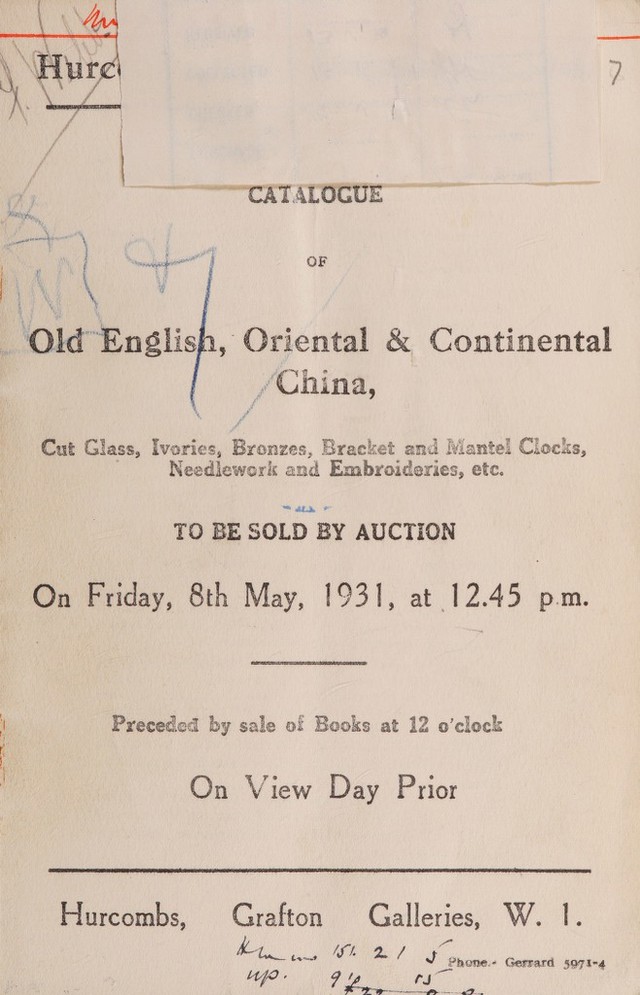 7
CATALOGUE
OF
Old English, Oriental & Continental
China,
Cut Glass, Ivories, Bronzes, Bracket and Mantel Clocks,
Needlework and Embroideries, etc.
TO BE SOLD BY AUCTION
On Friday, 8th May, 1931, at 12.45 p.m.
Preceded by sale of Books at 12 o'clock
On View Day Prior
Hurcombs, Grafton Galleries, W. 1.
Phone.- Gerrard 5971-4